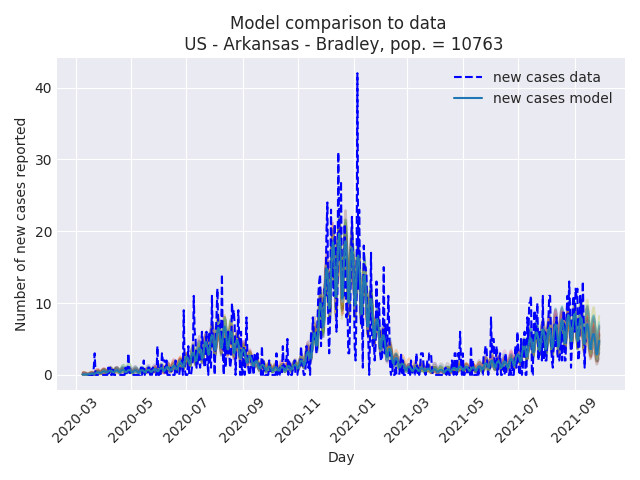 Model comparison to data
US - Arkansas - Bradley, pop. = 10763
new cases data
new cases model
Number of new cases reported
40
30
20
10
0
2020-03
2020-05
2020-07
2020-09
2020-11
2021-01
2021-03
2021-05
2021-07
2021-09
Day